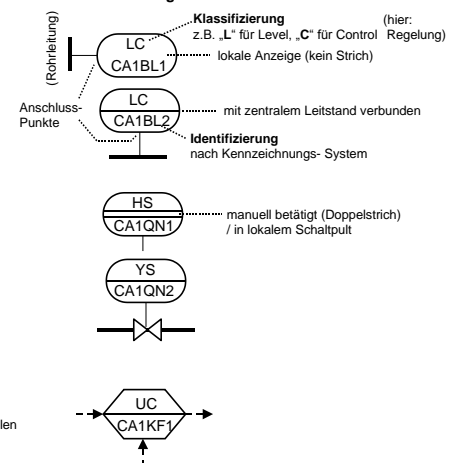 Klassifizierung (hier:
z.B. „L“ für Level, „C“ für Control Regelung)
(Rohrleitung)
LC
CA1BL1
lokale Anzeige (kein Strich)
Anschluss-
Punkte
LC
CA1BL2
mit zentralem Leitstand verbunden
Identifizierung
nach Kennzeichnungs- System
HS
CA1QN1
manuell betätigt (Doppelstrich)
/ in lokalem Schaltpult
YS
CA1QN2
UC
CA1KF1
len